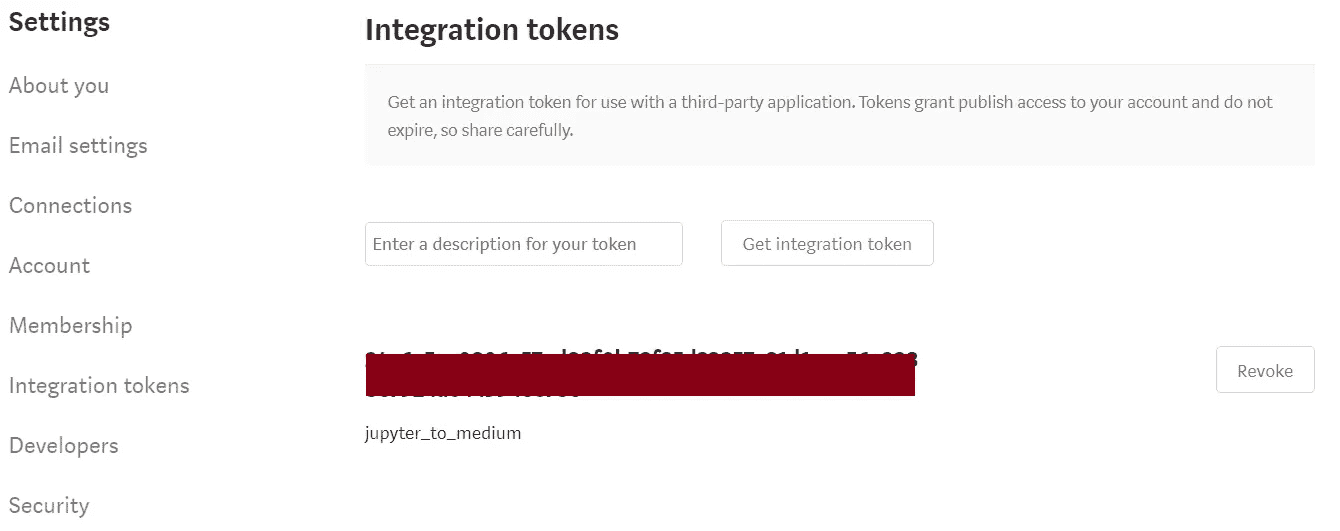 Settings
About you
Email settings
Connections
Account
Membership
Integration tokens
Developers
Security
Integration tokens
Get an integration token for use with a third-party application. Tokens grant publish access to your account and do not
expire, so share carefully.
Enter a description for your token
Get integration token
Revoke
jupyter_to_medium